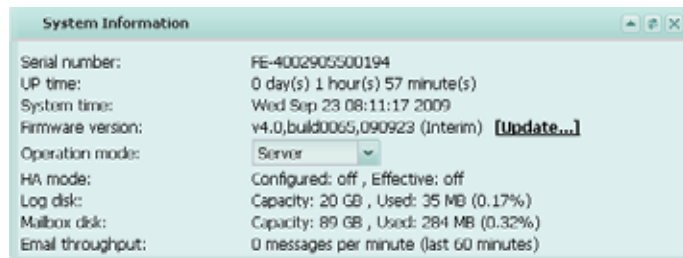 System Information
Serial number: FE-4002905500194
UP time: 0 day(s) 1 hour(s) 57 minute(s)
System time: Wed Sep 23 08:11:17 2009
Firmware version: v4.0,build0065,090923 (Interim) [Update...]
Operation mode: Server
HA mode: Configured: off , Effective: off
Log disk: Capacity: 20 GB , Used: 35 MB (0.17%)
Mailbox disk: Capacity: 89 GB , Used: 284 MB (0.32%)
Email throughput: 0 messages per minute (last 60 minutes)